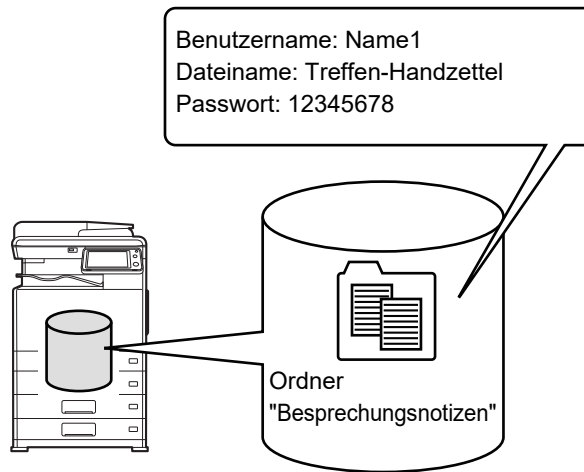 Benutzername: Name1
Dateiname: Treffen-Handzettel
Passwort: 12345678
Ordner
"Besprechungsnotizen"